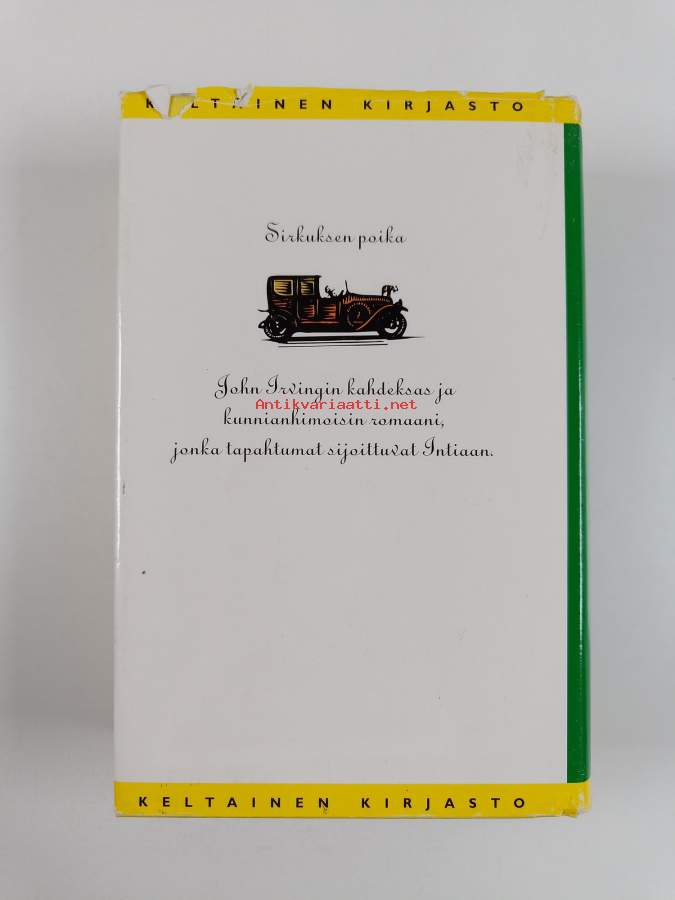 KELTAINEN KIRJASTO
Sirkuksen poika
John Irvingin kahdeksas ja
Antikvariaatti.net
kunnianhimoisin romaani,
jonka tapahtumat sijoittuvat Intiaan.
KELTAINEN KIRJASTO